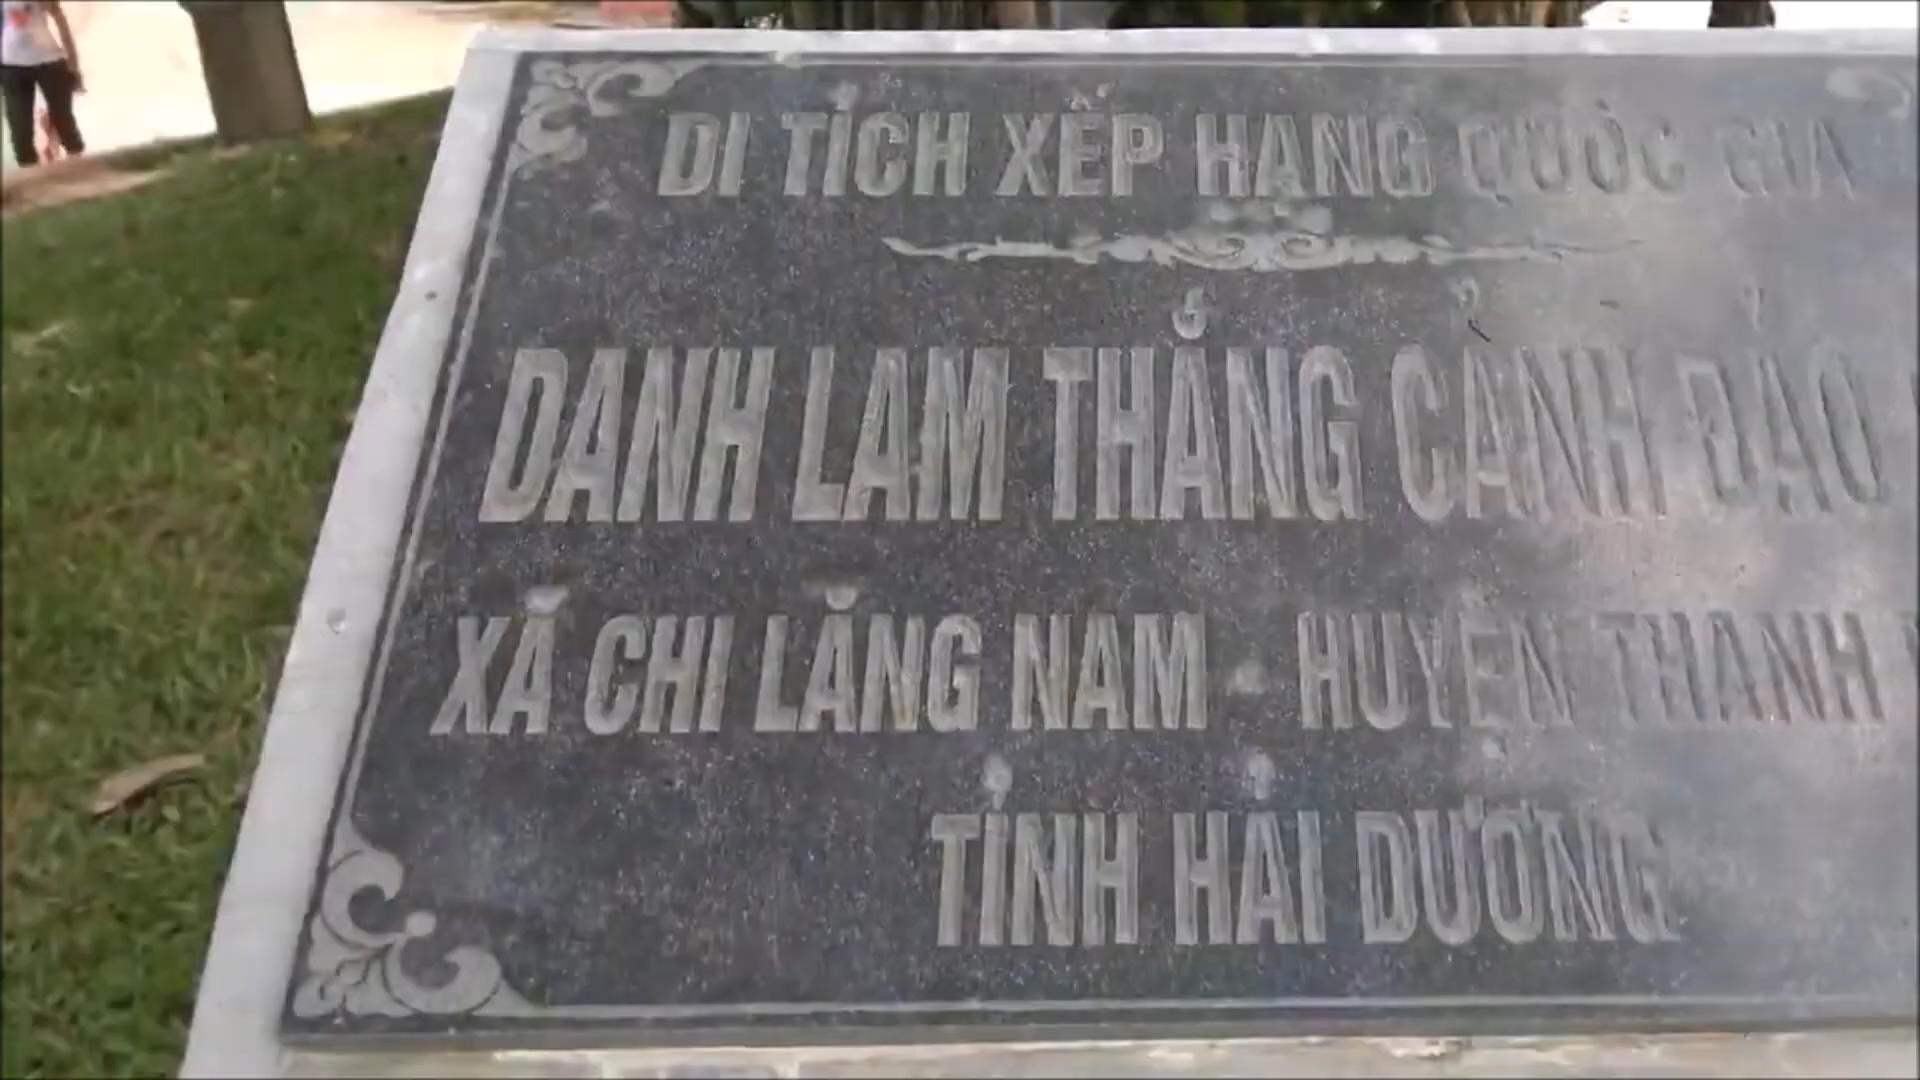 DI TÍCH XẾP HẠNG QUỐC GIA
DANH LAM THẮNG CẢNH ĐẢO
XÃ CHI LĂNG NAM - HUYỆN THANH
TỈNH HẢI DƯƠNG